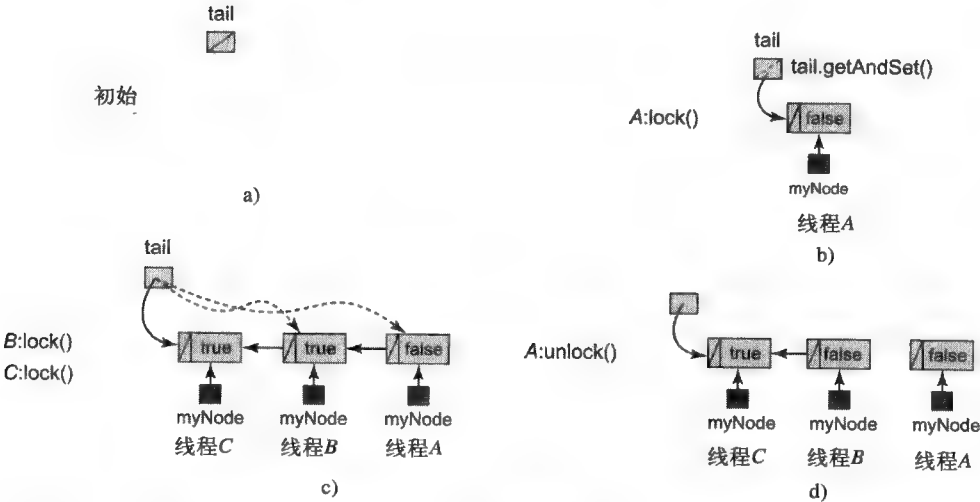 tail
初始
a)
tail
tail.getAndSet()
A:lock()
false
myNode
线程A
b)
tail
B:lock()
C:lock()
true
true
false
myNode
myNode
myNode
线程C
线程B
线程A
c)
A:unlock()
true
false
false
myNode
myNode
myNode
线程C
线程B
线程A
d)